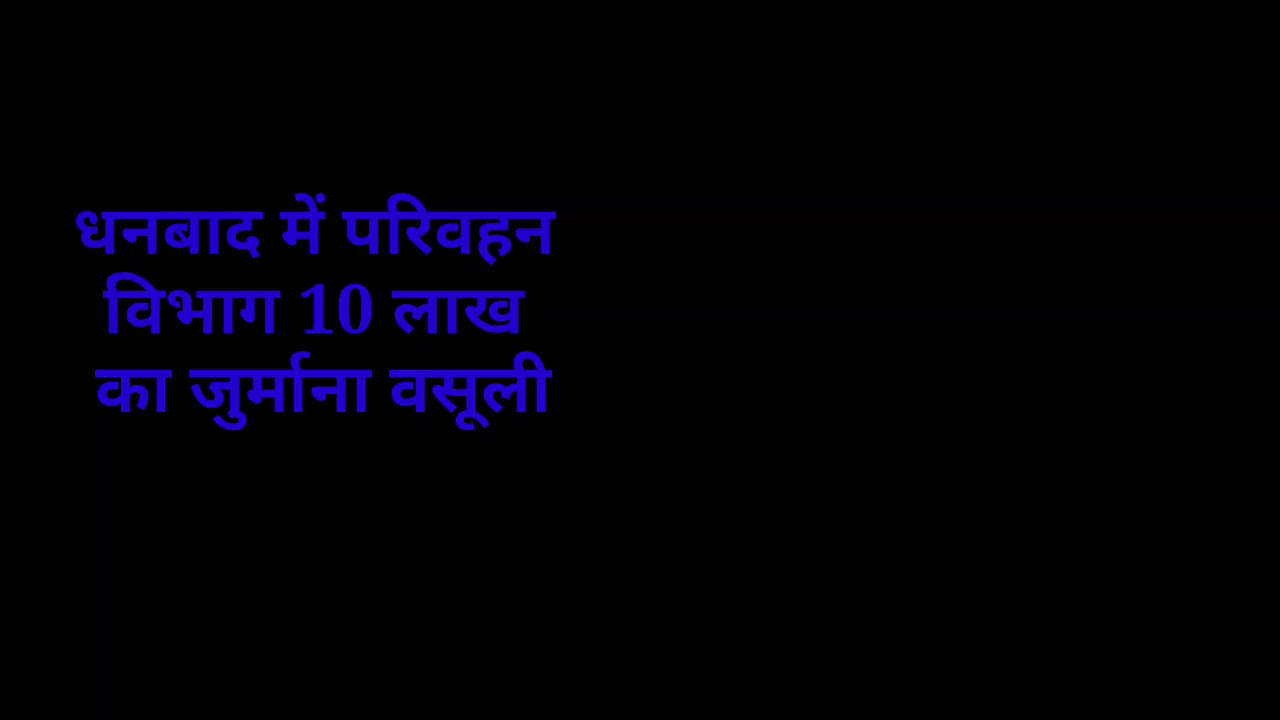 धनबाद में परिवहन
विभाग 10 लाख
का जुर्माना वसूली